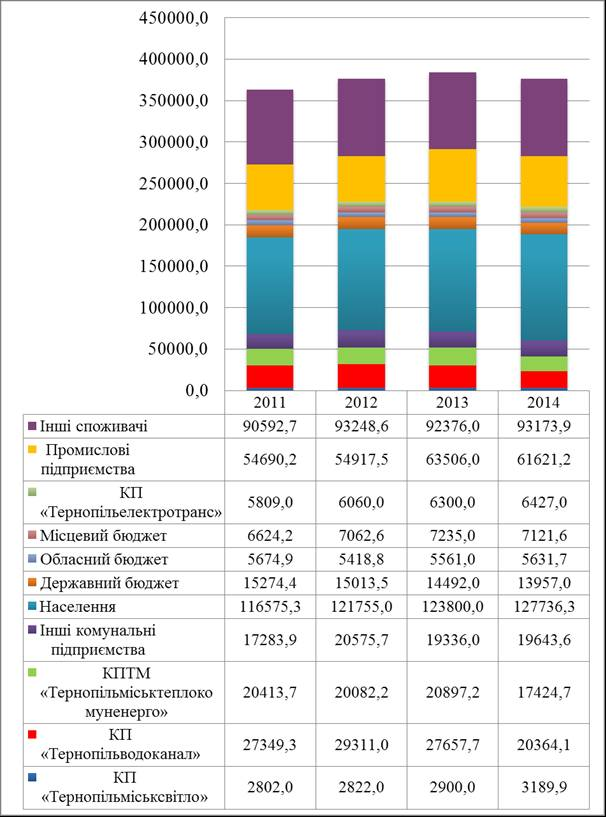 450000,0
400000,0
350000,0
300000,0
250000,0
200000,0
150000,0
100000,0
50000,0
0,0
2011 2012 2013 2014
Інші споживачі 90592,7 93248,6 92376,0 93173,9
Промислові
підприємства 54690,2 54917,5 63506,0 61621,2
КП
«Тернопільелектротранс» 5809,0 6060,0 6300,0 6427,0
Місцевий бюджет 6624,2 7062,6 7235,0 7121,6
Обласний бюджет 5674,9 5418,8 5561,0 5631,7
Державний бюджет 15274,4 15013,5 14492,0 13957,0
Населення 116575,3 121755,0 123800,0 127736,3
Інші комунальні
підприємства 17283,9 20575,7 19336,0 19643,6
КПТМ
«Тернопільміськтеплоко 20413,7 20082,2 20897,2 17424,7
муненерго»
КП
«Тернопільводоканал» 27349,3 29311,0 27657,7 20364,1
КП
«Тернопільміськсвітло» 2802,0 2822,0 2900,0 3189,9